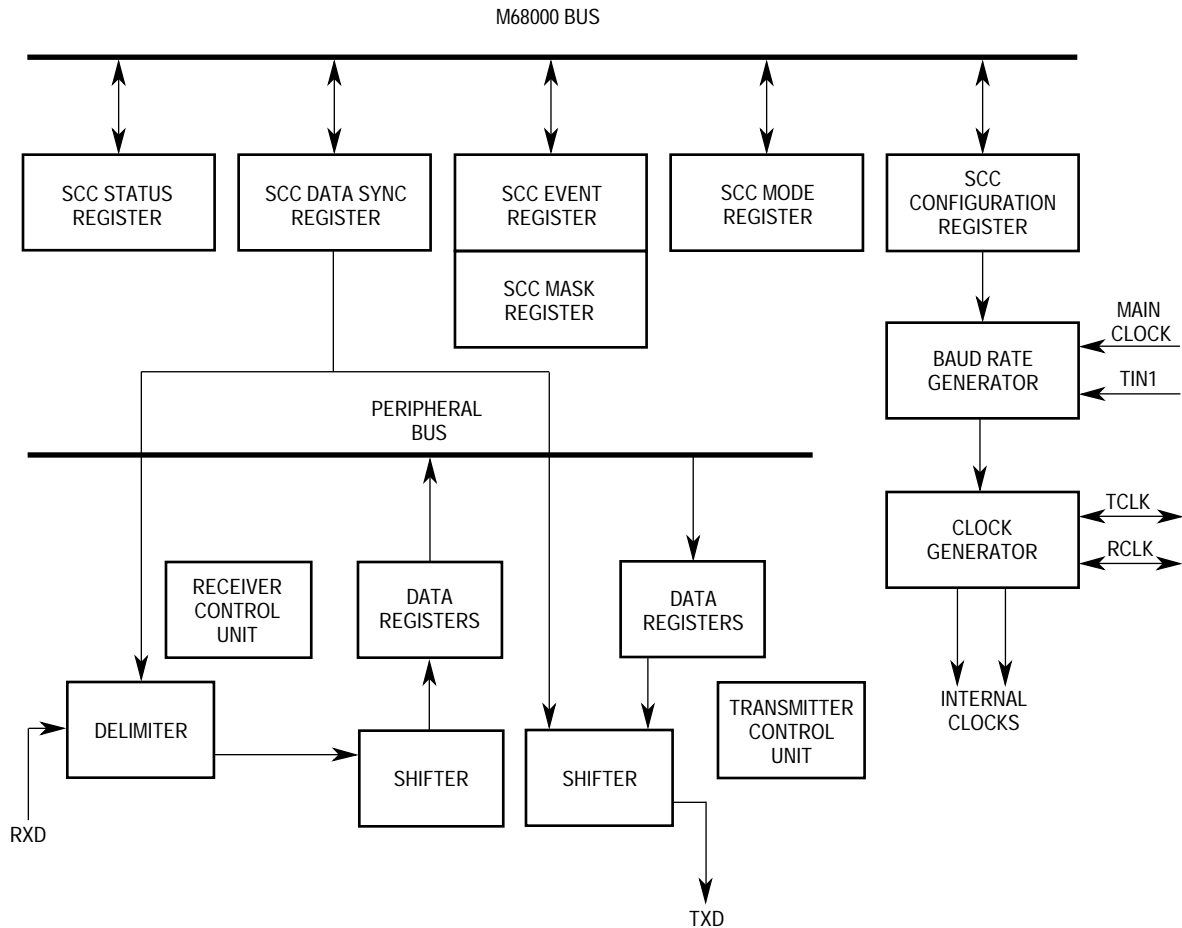 M68000 BUS
SCC STATUS
REGISTER
SCC DATA SYNC
REGISTER
SCC EVENT
REGISTER
SCC MODE
REGISTER
SCC
CONFIGURATION
REGISTER
SCC MASK
REGISTER
MAIN
CLOCK
BAUD RATE
GENERATOR
TIN1
PERIPHERAL
BUS
TCLK
CLOCK
GENERATOR
RCLK
RECEIVER
CONTROL
UNIT
DATA
REGISTERS
DATA
REGISTERS
INTERNAL
CLOCKS
DELIMITER
TRANSMITTER
CONTROL
UNIT
SHIFTER
SHIFTER
RXD
TXD